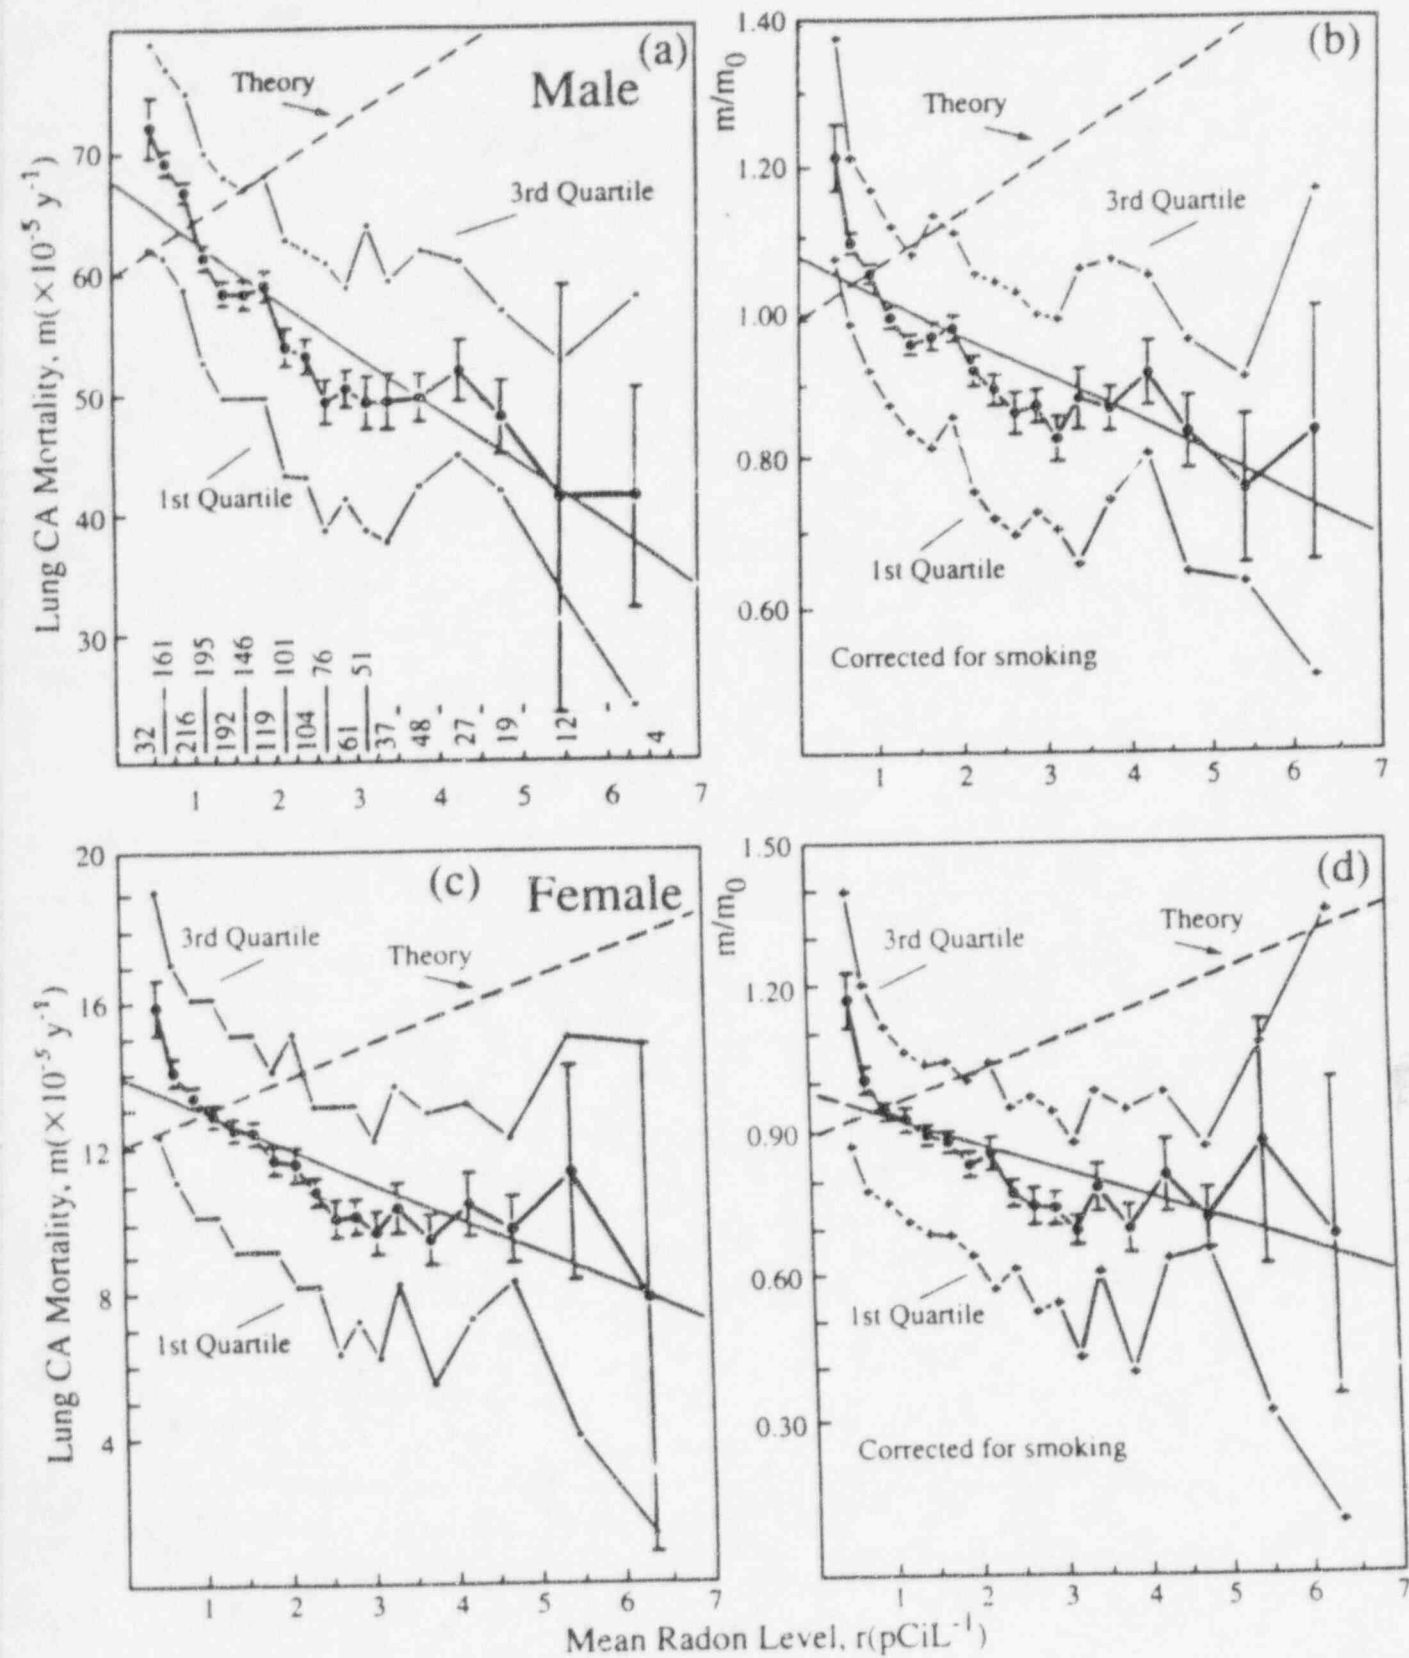 (a)
Male
Theory
3rd Quartile
1st Quartile
Lung CA Mortality, m(×10⁻⁵ y⁻¹)
70
60
50
40
30
32 161 216 195 192 146 119 101 104 76 61 51 37 48 27 19 12 4
1 2 3 4 5 6 7
(b)
m/m₀
1.40
1.20
1.00
0.80
0.60
Theory
3rd Quartile
1st Quartile
Corrected for smoking
1 2 3 4 5 6 7
(c)
Female
3rd Quartile
Theory
1st Quartile
Lung CA Mortality, m(×10⁻⁵ y⁻¹)
20
16
12
8
4
1 2 3 4 5 6 7
(d)
m/m₀
1.50
1.20
0.90
0.60
0.30
Theory
3rd Quartile
1st Quartile
Corrected for smoking
1 2 3 4 5 6 7
Mean Radon Level, r(pCiL⁻¹)